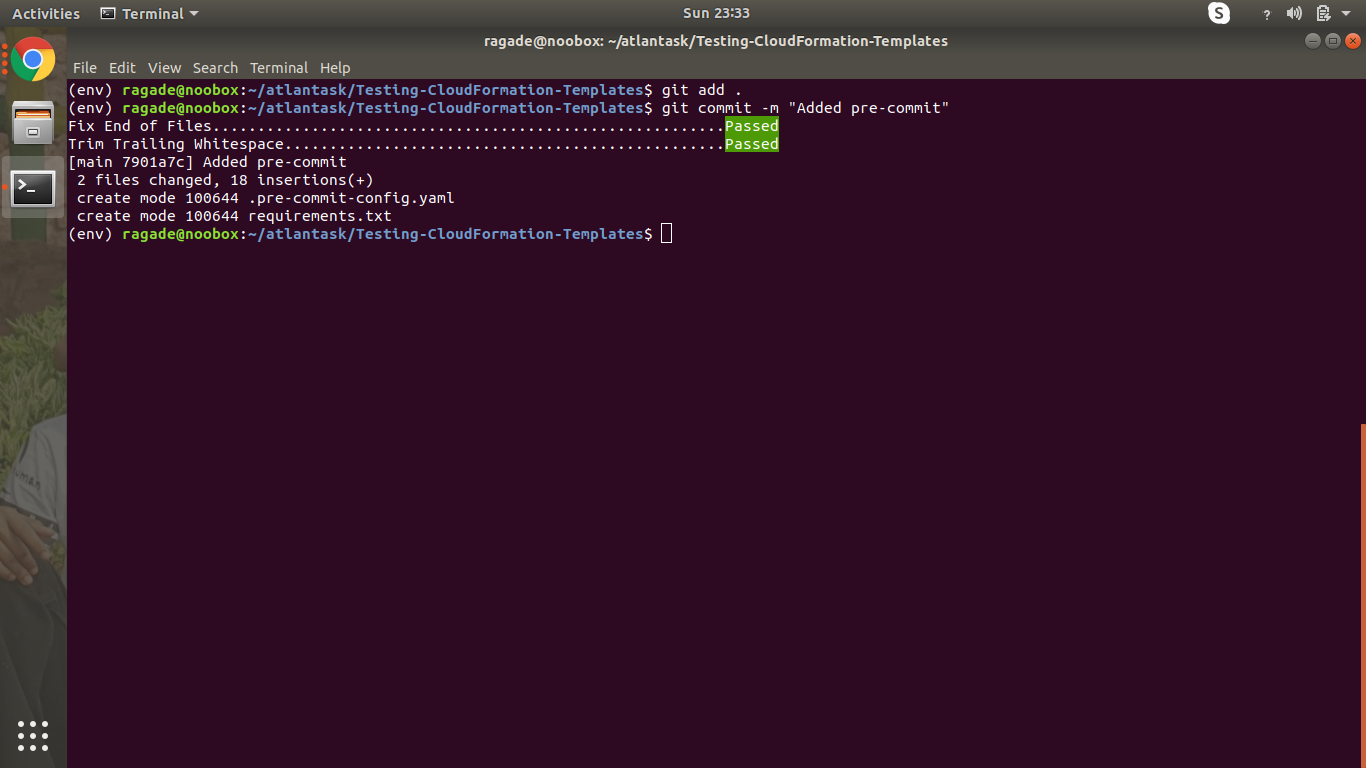 Activities Terminal Sun 23:33 S ?
ragade@noobox: ~/atlantask/Testing-CloudFormation-Templates
File Edit View Search Terminal Help
(env) ragade@noobox:~/atlantask/Testing-CloudFormation-Templates$ git add .
(env) ragade@noobox:~/atlantask/Testing-CloudFormation-Templates$ git commit -m "Added pre-commit"
Fix End of Files.........................................................Passed
Trim Trailing Whitespace.................................................Passed
[main 7901a7c] Added pre-commit
 2 files changed, 18 insertions(+)
 create mode 100644 .pre-commit-config.yaml
 create mode 100644 requirements.txt
(env) ragade@noobox:~/atlantask/Testing-CloudFormation-Templates$